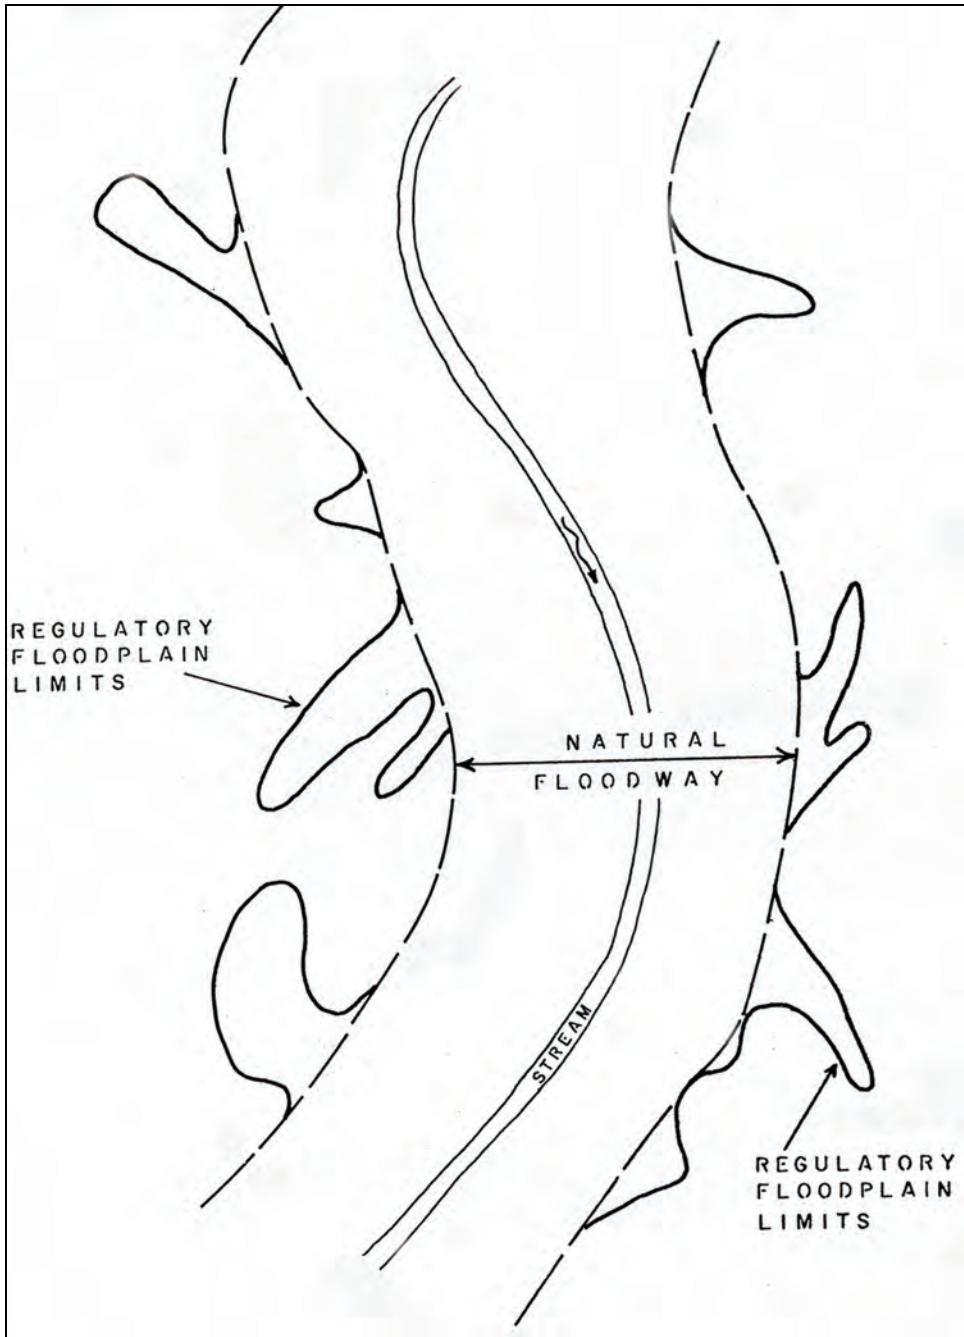 REGULATORY
FLOODPLAIN
LIMITS
NATURAL
FLOODWAY
STREAM
REGULATORY
FLOODPLAIN
LIMITS